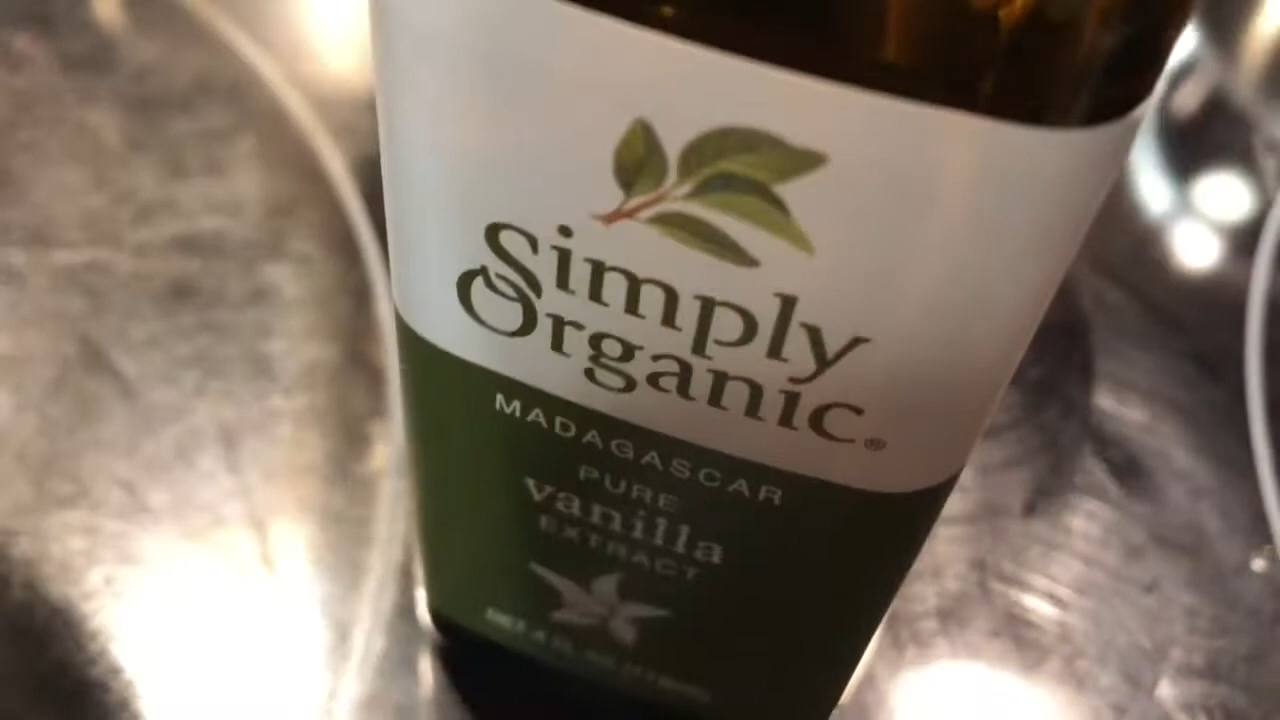 Simply
Organic®
MADAGASCAR
PURE
vanilla
EXTRACT